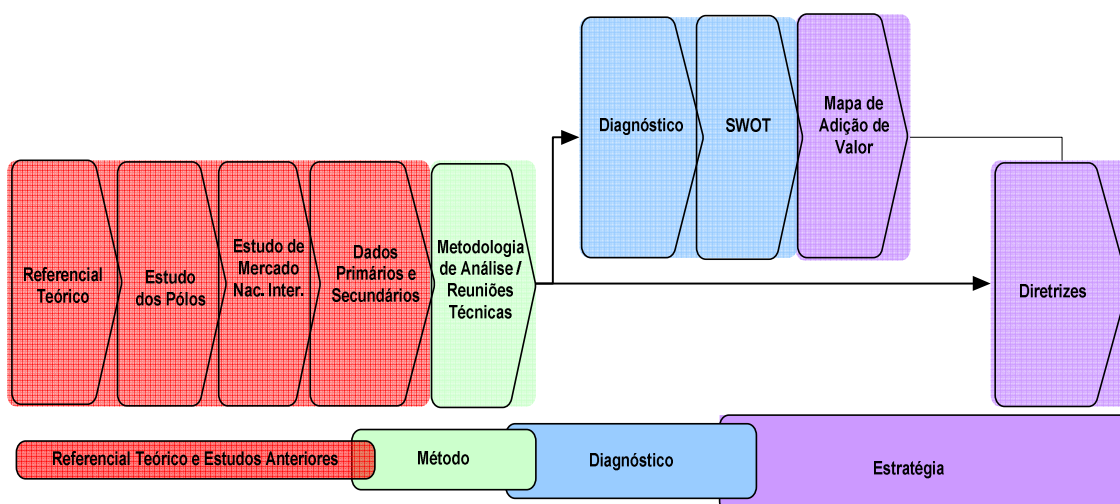 Referencial
Teórico
Estudo
dos Pólos
Estudo de
Mercado
Nac. Inter.
Dados
Primários e
Secundários
Metodologia
de Análise /
Reuniões
Técnicas
Diagnóstico
SWOT
Mapa de
Adição de
Valor
Diretrizes
Referencial Teórico e Estudos Anteriores
Método
Diagnóstico
Estratégia